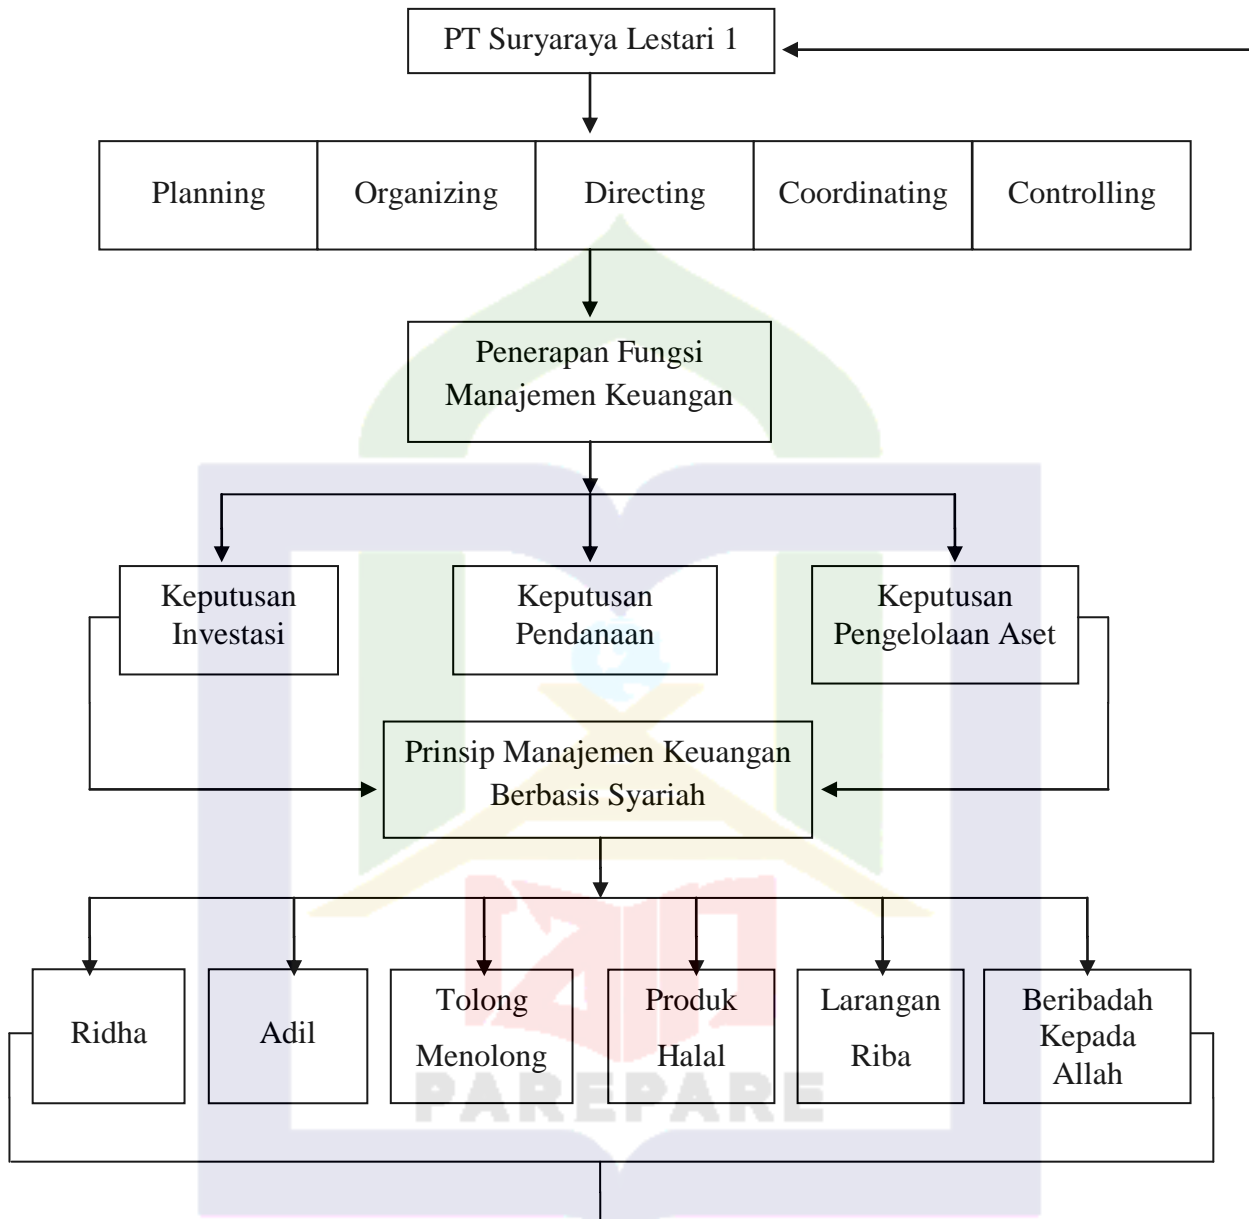 PT Suryaraya Lestari 1
Planning
Organizing
Directing
Coordinating
Controlling
Penerapan Fungsi
Manajemen Keuangan
Keputusan
Investasi
Keputusan
Pendanaan
Keputusan
Pengelolaan Aset
Prinsip Manajemen Keuangan
Berbasis Syariah
Ridha
Adil
Tolong
Menolong
Produk
Halal
Larangan
Riba
Beribadah
Kepada
Allah
PAREPARE